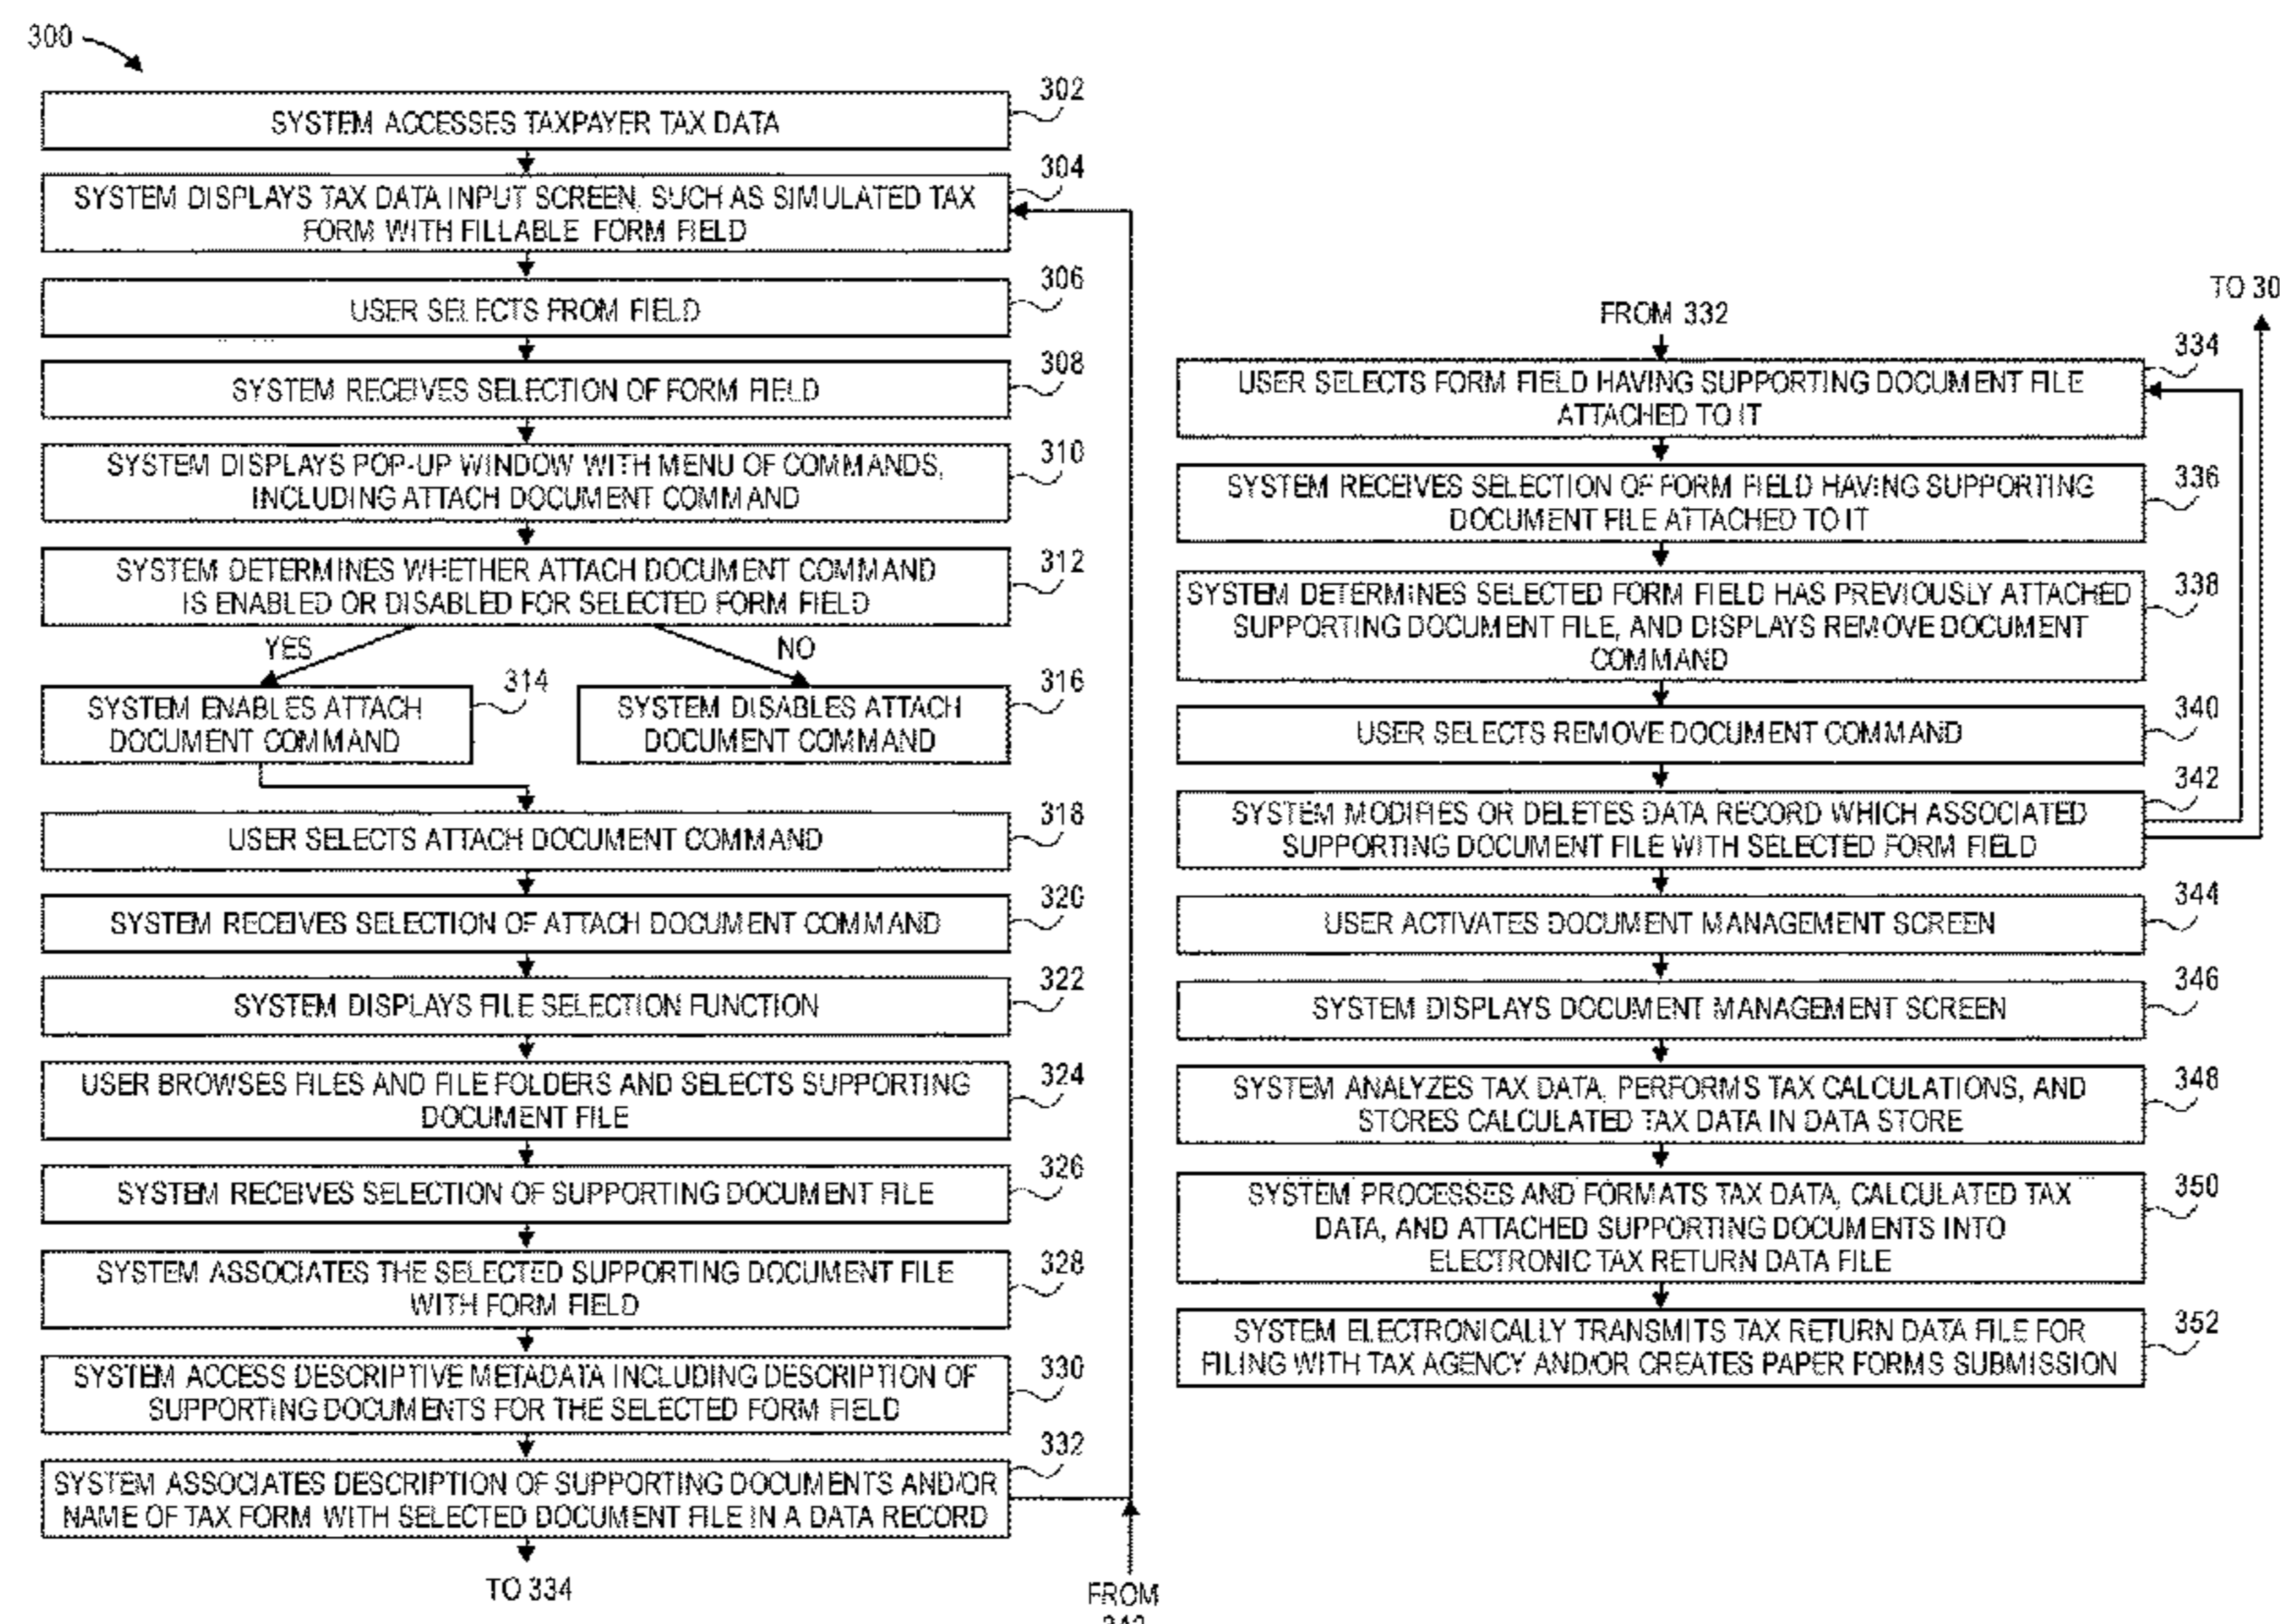 300
302
SYSTEM ACCESSES TAXPAYER TAX DATA
304
SYSTEM DISPLAYS TAX DATA INPUT SCREEN, SUCH AS SIMULATED TAX
FORM WITH FILLABLE FORM FIELD
306
USER SELECTS FROM FIELD
308
SYSTEM RECEIVES SELECTION OF FORM FIELD
310
SYSTEM DISPLAYS POP-UP WINDOW WITH MENU OF COMMANDS,
INCLUDING ATTACH DOCUMENT COMMAND
312
SYSTEM DETERMINES WHETHER ATTACH DOCUMENT COMMAND
IS ENABLED OR DISABLED FOR SELECTED FORM FIELD
YES
NO
314
SYSTEM ENABLES ATTACH
DOCUMENT COMMAND
316
SYSTEM DISABLES ATTACH
DOCUMENT COMMAND
318
USER SELECTS ATTACH DOCUMENT COMMAND
320
SYSTEM RECEIVES SELECTION OF ATTACH DOCUMENT COMMAND
322
SYSTEM DISPLAYS FILE SELECTION FUNCTION
324
USER BROWSES FILES AND FILE FOLDERS AND SELECTS SUPPORTING
DOCUMENT FILE
326
SYSTEM RECEIVES SELECTION OF SUPPORTING DOCUMENT FILE
328
SYSTEM ASSOCIATES THE SELECTED SUPPORTING DOCUMENT FILE
WITH FORM FIELD
330
SYSTEM ACCESS DESCRIPTIVE METADATA INCLUDING DESCRIPTION OF
SUPPORTING DOCUMENTS FOR THE SELECTED FORM FIELD
332
SYSTEM ASSOCIATES DESCRIPTION OF SUPPORTING DOCUMENTS AND/OR
NAME OF TAX FORM WITH SELECTED DOCUMENT FILE IN A DATA RECORD
TO 334
FROM
TO 30
FROM 332
334
USER SELECTS FORM FIELD HAVING SUPPORTING DOCUMENT FILE
ATTACHED TO IT
336
SYSTEM RECEIVES SELECTION OF FORM FIELD HAVING SUPPORTING
DOCUMENT FILE ATTACHED TO IT
338
SYSTEM DETERMINES SELECTED FORM FIELD HAS PREVIOUSLY ATTACHED
SUPPORTING DOCUMENT FILE, AND DISPLAYS REMOVE DOCUMENT
COMMAND
340
USER SELECTS REMOVE DOCUMENT COMMAND
342
SYSTEM MODIFIES OR DELETES DATA RECORD WHICH ASSOCIATED
SUPPORTING DOCUMENT FILE WITH SELECTED FORM FIELD
344
USER ACTIVATES DOCUMENT MANAGEMENT SCREEN
346
SYSTEM DISPLAYS DOCUMENT MANAGEMENT SCREEN
348
SYSTEM ANALYZES TAX DATA, PERFORMS TAX CALCULATIONS, AND
STORES CALCULATED TAX DATA IN DATA STORE
350
SYSTEM PROCESSES AND FORMATS TAX DATA, CALCULATED TAX
DATA, AND ATTACHED SUPPORTING DOCUMENTS INTO
ELECTRONIC TAX RETURN DATA FILE
352
SYSTEM ELECTRONICALLY TRANSMITS TAX RETURN DATA FILE FOR
FILING WITH TAX AGENCY AND/OR CREATES PAPER FORMS SUBMISSION